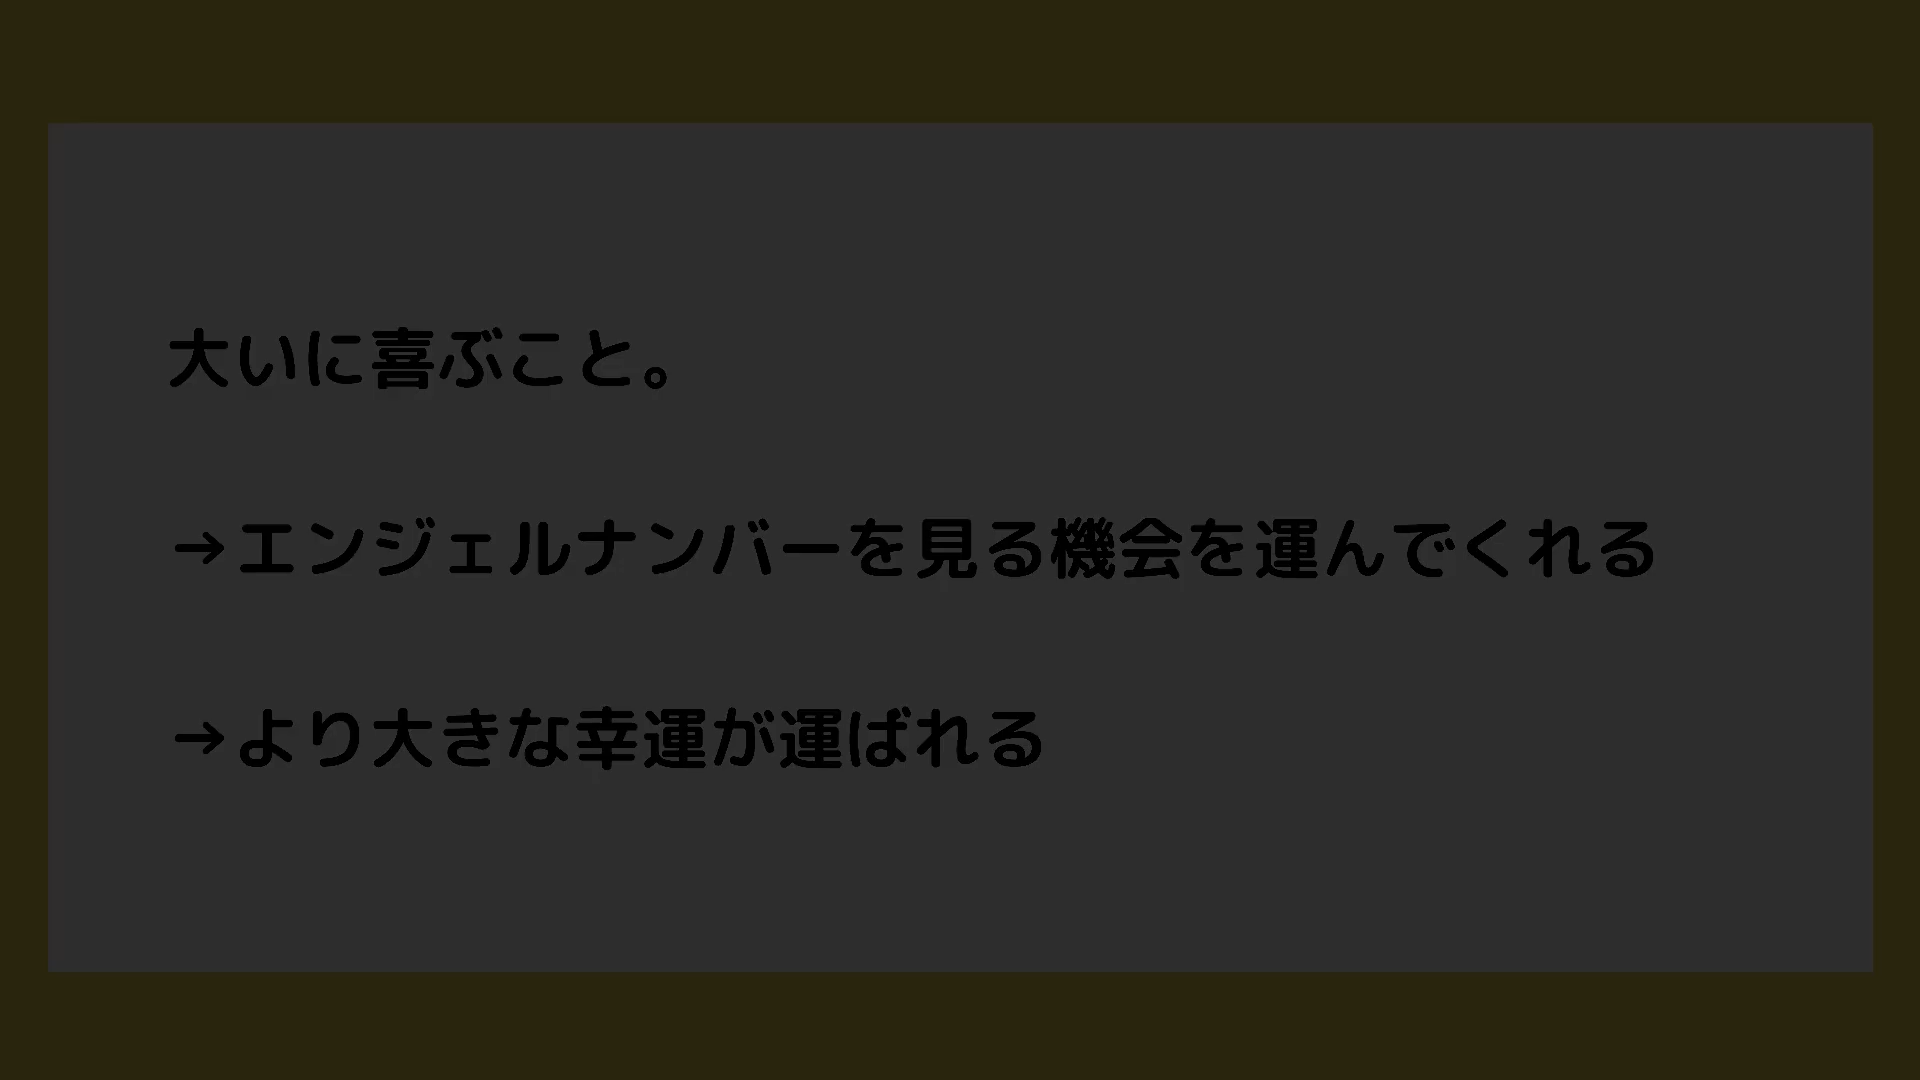 大いに喜ぶこと。
→エンジェルナンバーを見る機会を運んでくれる
→より大きな幸運が運ばれる